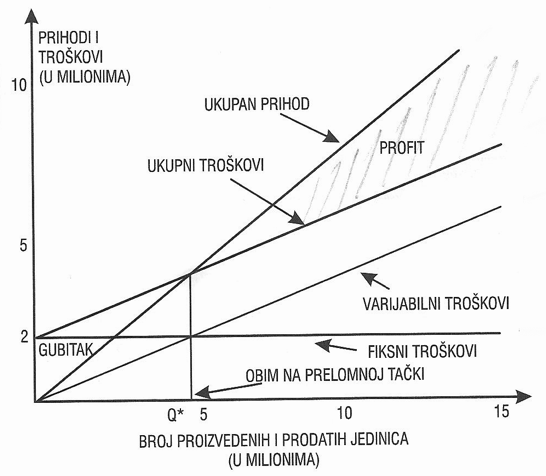 PRIHODI I
TROŠKOVI
(U MILIONIMA)
10
UKUPAN PRIHOD
UKUPNI TROŠKOVI
PROFIT
5
VARIJABILNI TROŠKOVI
2
GUBITAK
FIKSNI TROŠKOVI
OBIM NA PRELOMNOJ TAČKI
Q* 5 10 15
BROJ PROIZVEDENIH I PRODATIH JEDINICA
(U MILIONIMA)